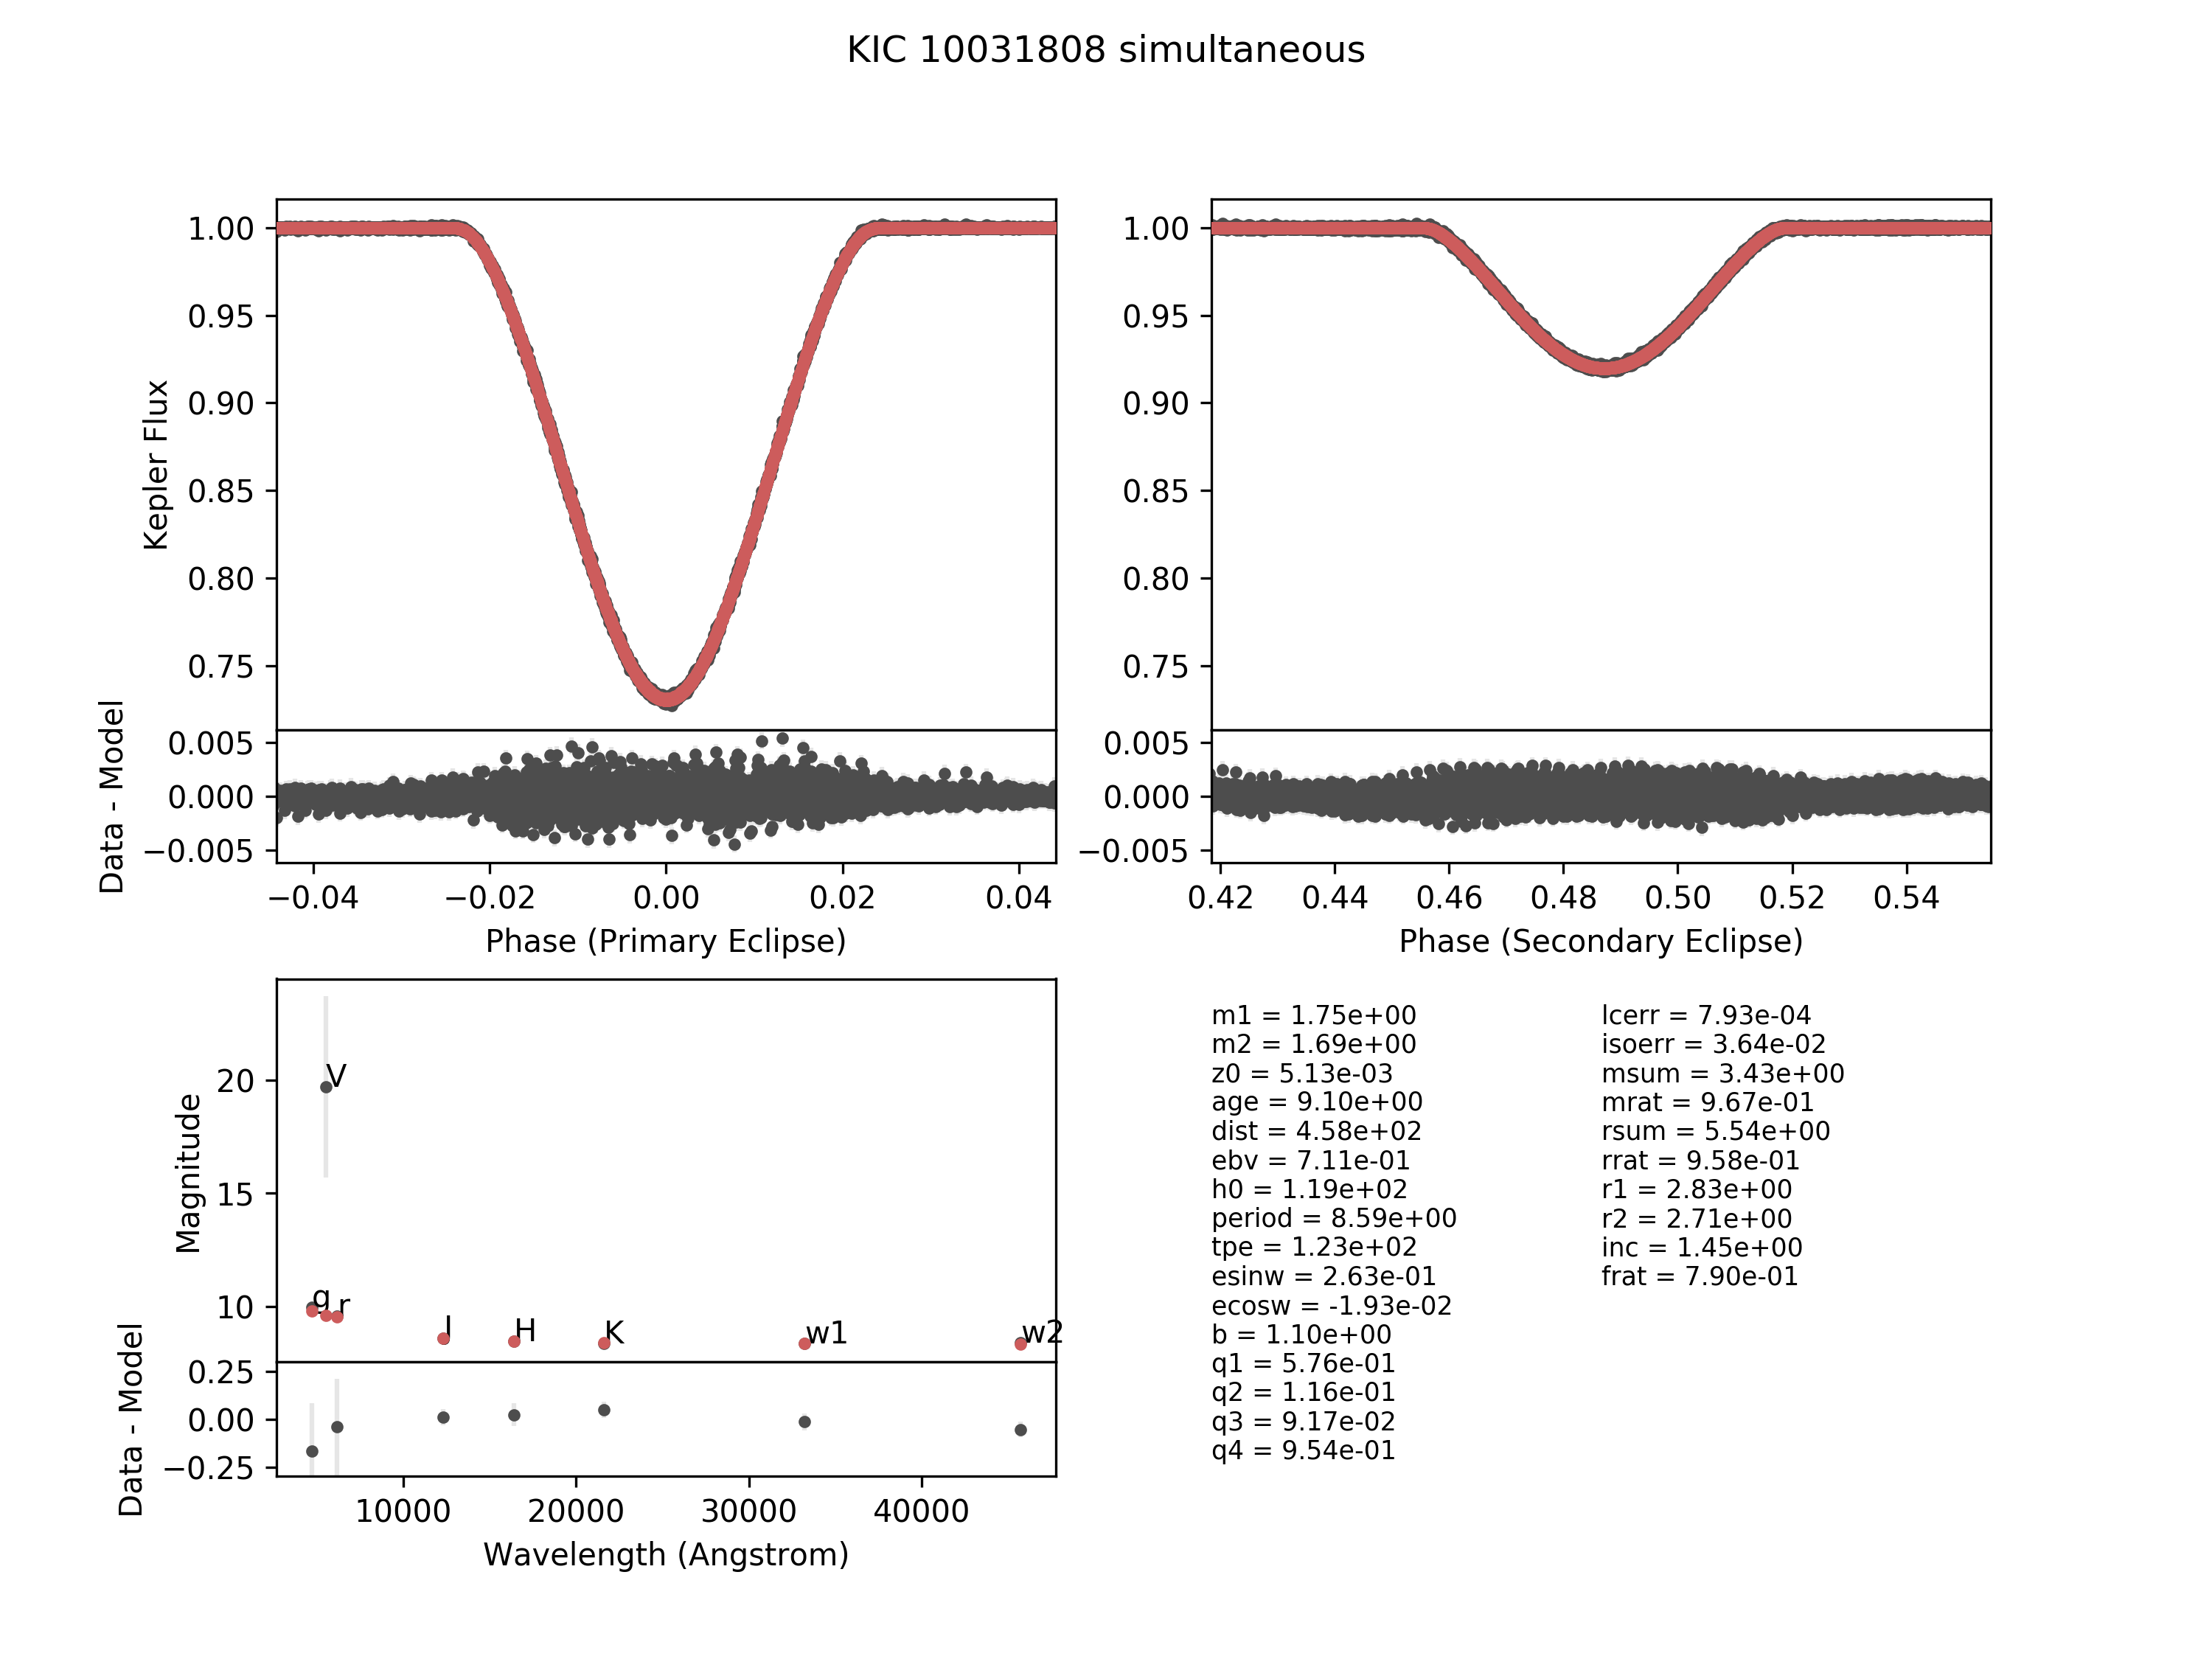 KIC 10031808 simultaneous
1.00
0.95
0.90
0.85
0.80
0.75
Kepler Flux
0.005
0.000
−0.005
Data - Model
−0.04 −0.02 0.00 0.02 0.04
Phase (Primary Eclipse)
1.00
0.95
0.90
0.85
0.80
0.75
0.005
0.000
−0.005
0.42 0.44 0.46 0.48 0.50 0.52 0.54
Phase (Secondary Eclipse)
20
15
10
Magnitude
V
g r J H K w1 w2
0.25
0.00
−0.25
Data - Model
10000 20000 30000 40000
Wavelength (Angstrom)
m1 = 1.75e+00
m2 = 1.69e+00
z0 = 5.13e-03
age = 9.10e+00
dist = 4.58e+02
ebv = 7.11e-01
h0 = 1.19e+02
period = 8.59e+00
tpe = 1.23e+02
esinw = 2.63e-01
ecosw = -1.93e-02
b = 1.10e+00
q1 = 5.76e-01
q2 = 1.16e-01
q3 = 9.17e-02
q4 = 9.54e-01
lcerr = 7.93e-04
isoerr = 3.64e-02
msum = 3.43e+00
mrat = 9.67e-01
rsum = 5.54e+00
rrat = 9.58e-01
r1 = 2.83e+00
r2 = 2.71e+00
inc = 1.45e+00
frat = 7.90e-01